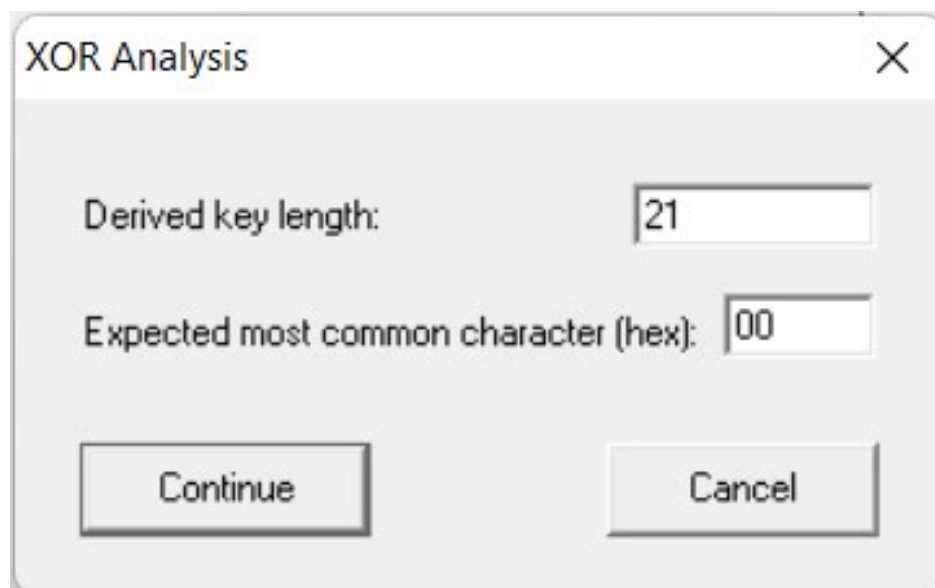 XOR Analysis
Derived key length: 21
Expected most common character (hex): 00
Continue Cancel